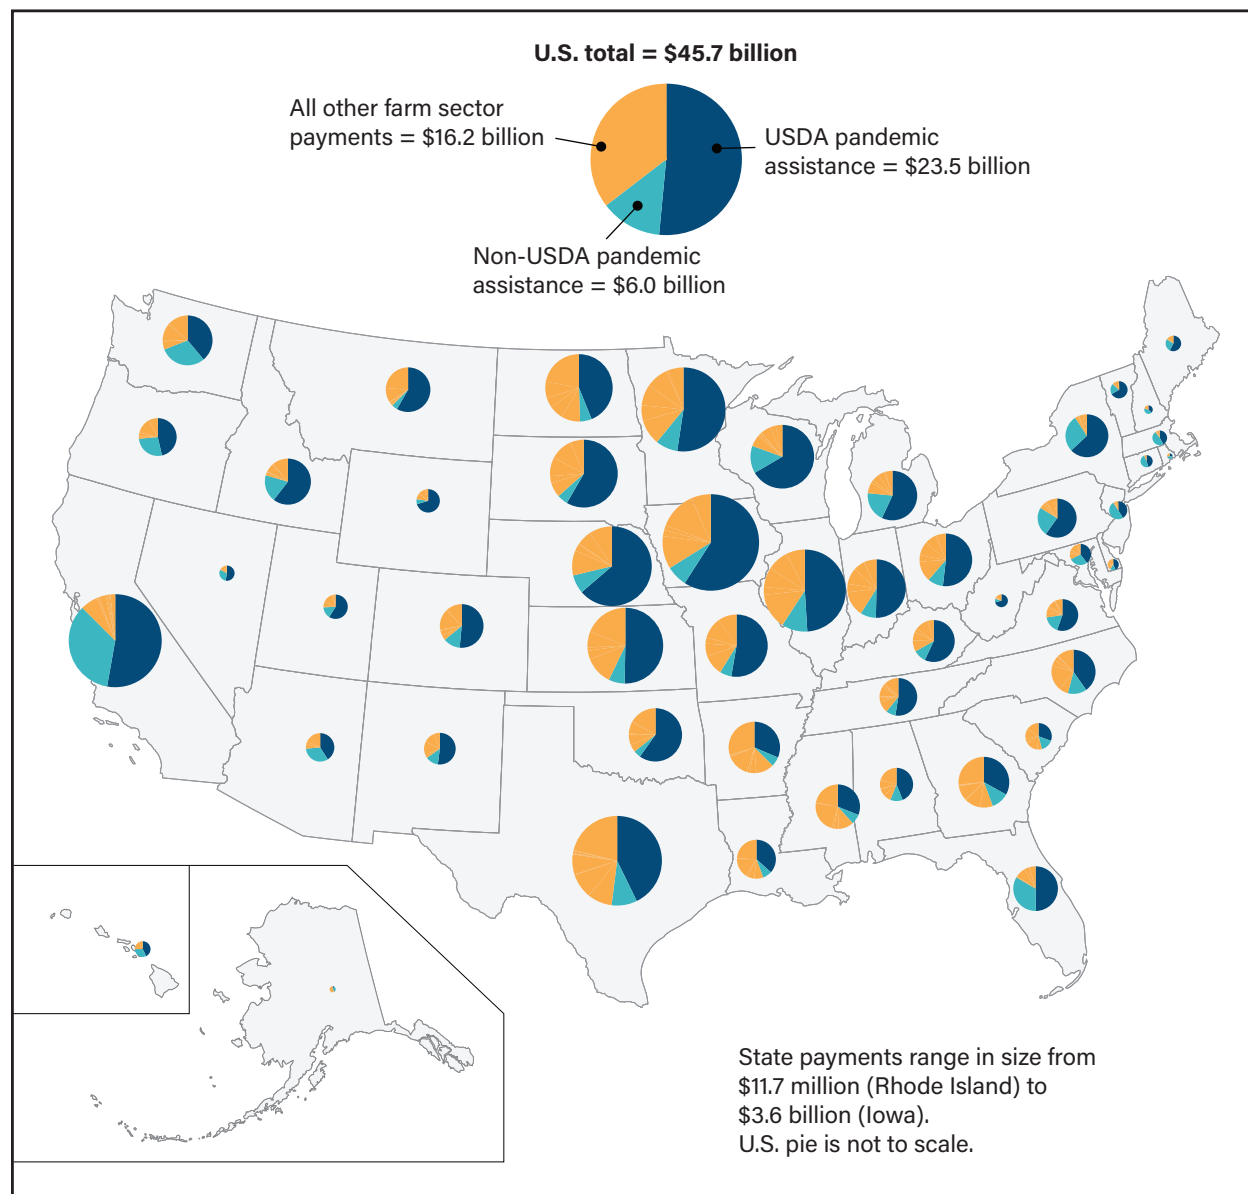 U.S. total = $45.7 billion
All other farm sector
payments = $16.2 billion
USDA pandemic
assistance = $23.5 billion
Non-USDA pandemic
assistance = $6.0 billion
State payments range in size from
$11.7 million (Rhode Island) to
$3.6 billion (Iowa).
U.S. pie is not to scale.